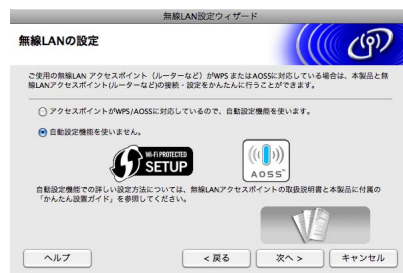 無線LAN設定ウィザード
無線LANの設定
ご使用の無線LAN アクセスポイント（ルーターなど）がWPS またはAOSSに対応している場合は、本製品と無
線LANアクセスポイント(ルーターなど)の接続・設定をかんたんに行うことができます。
アクセスポイントがWPS/AOSSに対応しているので、自動設定機能を使います。
自動設定機能を使いません。
Wi-Fi PROTECTED
SETUP
AOSS™
自動設定機能での詳しい設定方法については、無線LANアクセスポイントの取扱説明書と本製品に付属の
「かんたん設置ガイド」を参照してください。
ヘルプ
< 戻る
次へ >
キャンセル